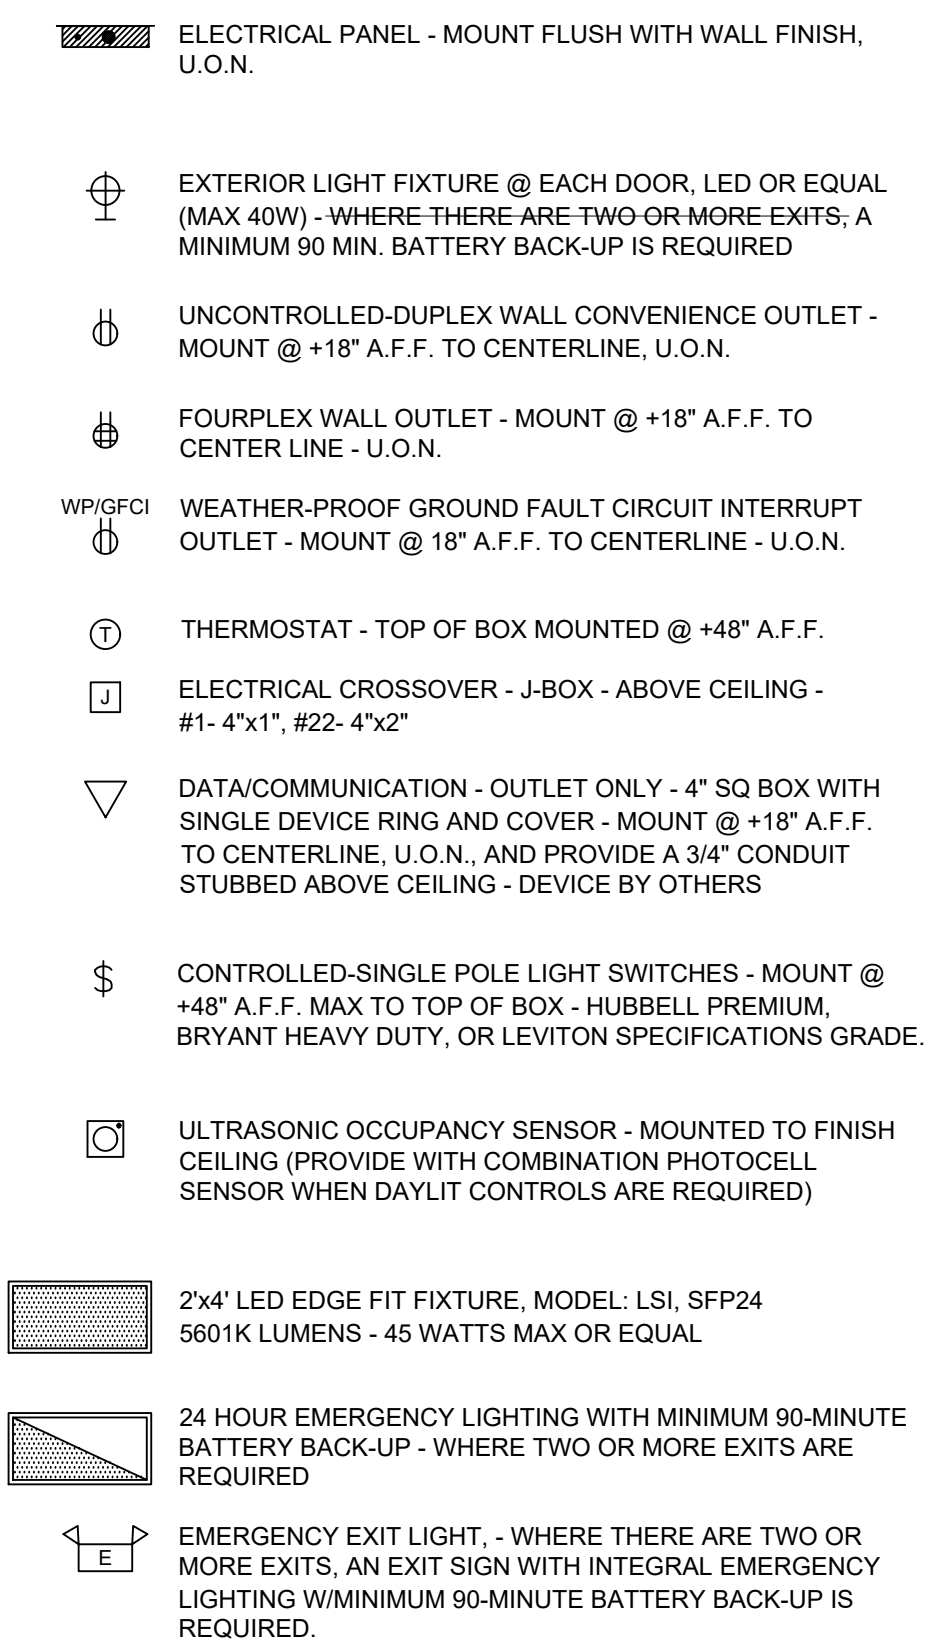 ELECTRICAL PANEL - MOUNT FLUSH WITH WALL FINISH,
U.O.N.
EXTERIOR LIGHT FIXTURE @ EACH DOOR, LED OR EQUAL
(MAX 40W) - WHERE THERE ARE TWO OR MORE EXITS, A
MINIMUM 90 MIN. BATTERY BACK-UP IS REQUIRED
UNCONTROLLED-DUPLEX WALL CONVENIENCE OUTLET -
MOUNT @ +18" A.F.F. TO CENTERLINE, U.O.N.
FOURPLEX WALL OUTLET - MOUNT @ +18" A.F.F. TO
CENTER LINE - U.O.N.
WP/GFCI
WEATHER-PROOF GROUND FAULT CIRCUIT INTERRUPT
OUTLET - MOUNT @ 18" A.F.F. TO CENTERLINE - U.O.N.
T
THERMOSTAT - TOP OF BOX MOUNTED @ +48" A.F.F.
J
ELECTRICAL CROSSOVER - J-BOX - ABOVE CEILING -
#1- 4"x1", #22- 4"x2"
DATA/COMMUNICATION - OUTLET ONLY - 4" SQ BOX WITH
SINGLE DEVICE RING AND COVER - MOUNT @ +18" A.F.F.
TO CENTERLINE, U.O.N., AND PROVIDE A 3/4" CONDUIT
STUBBED ABOVE CEILING - DEVICE BY OTHERS
$
CONTROLLED-SINGLE POLE LIGHT SWITCHES - MOUNT @
+48" A.F.F. MAX TO TOP OF BOX - HUBBELL PREMIUM,
BRYANT HEAVY DUTY, OR LEVITON SPECIFICATIONS GRADE.
ULTRASONIC OCCUPANCY SENSOR - MOUNTED TO FINISH
CEILING (PROVIDE WITH COMBINATION PHOTOCELL
SENSOR WHEN DAYLIT CONTROLS ARE REQUIRED)
2'x4' LED EDGE FIT FIXTURE, MODEL: LSI, SFP24
5601K LUMENS - 45 WATTS MAX OR EQUAL
24 HOUR EMERGENCY LIGHTING WITH MINIMUM 90-MINUTE
BATTERY BACK-UP - WHERE TWO OR MORE EXITS ARE
REQUIRED
E
EMERGENCY EXIT LIGHT, - WHERE THERE ARE TWO OR
MORE EXITS, AN EXIT SIGN WITH INTEGRAL EMERGENCY
LIGHTING W/MINIMUM 90-MINUTE BATTERY BACK-UP IS
REQUIRED.